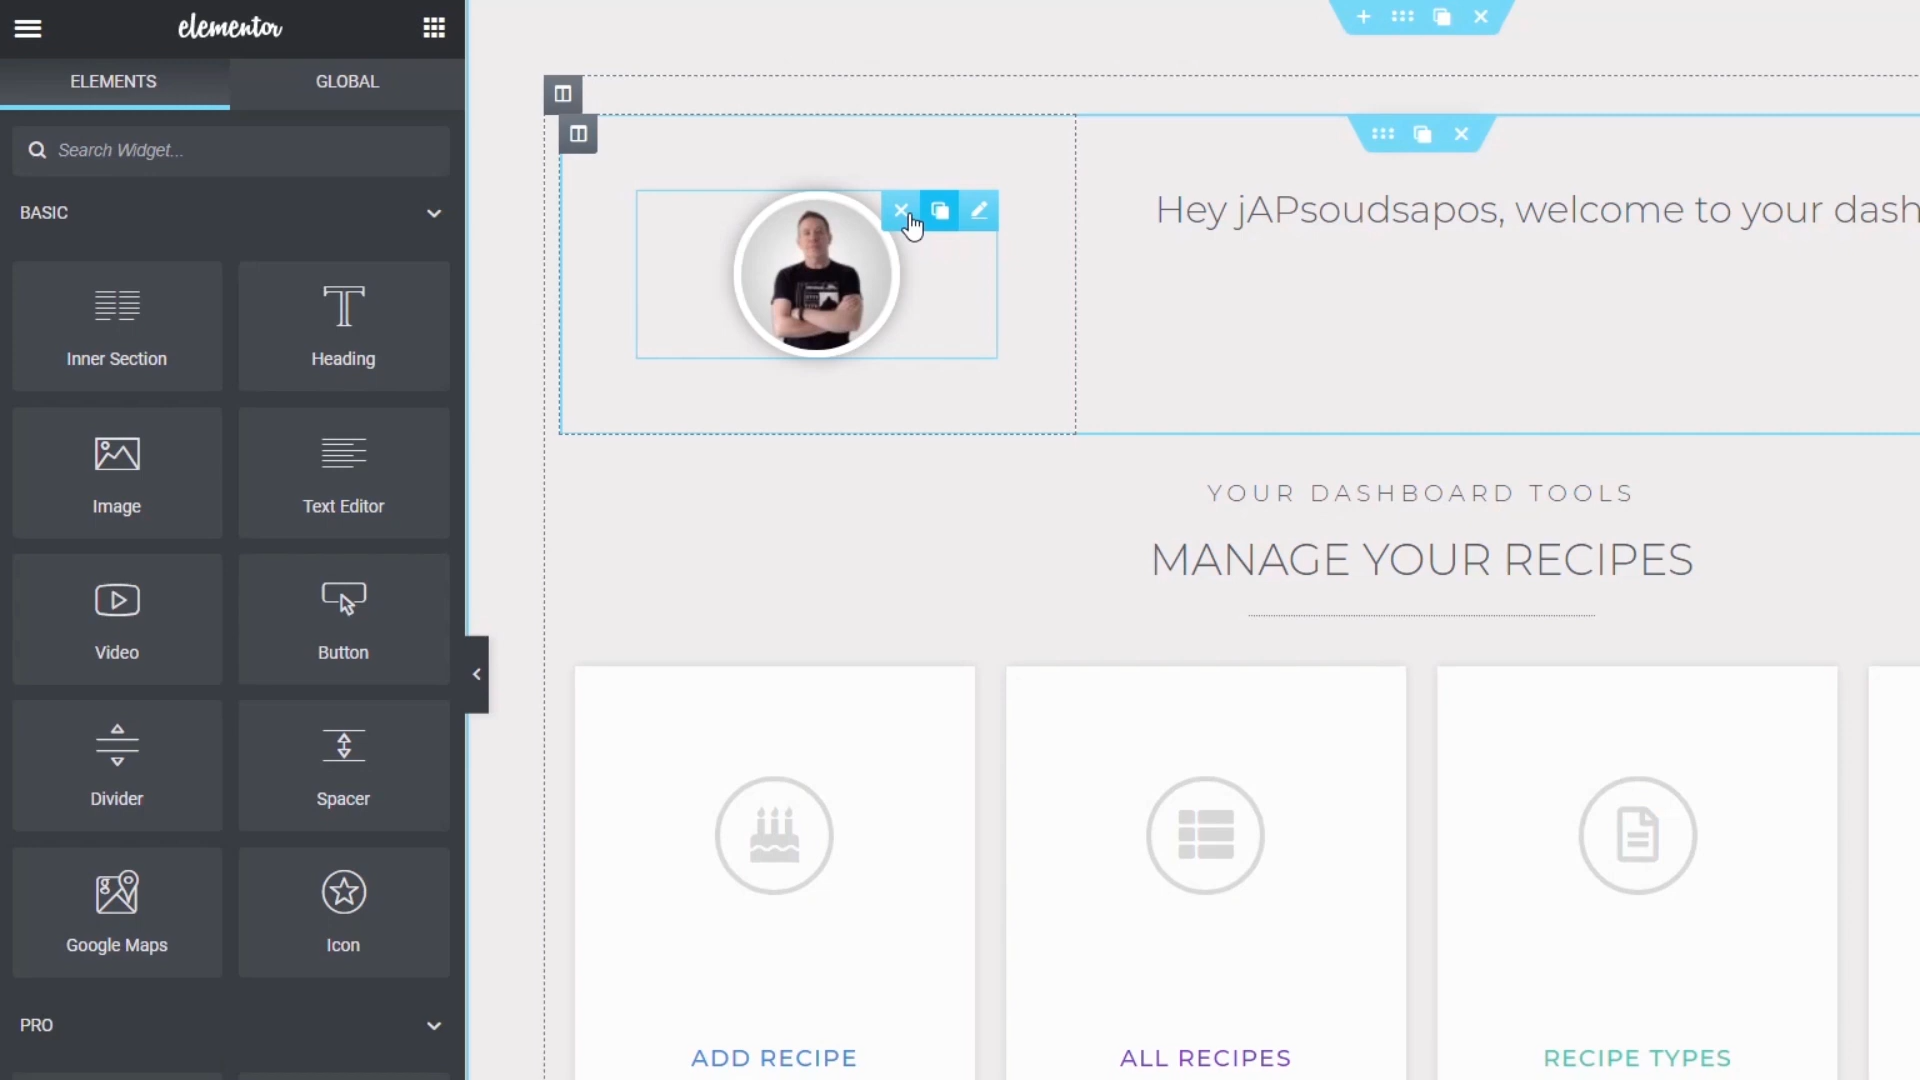 elementor
ELEMENTS
GLOBAL
Search Widget...
BASIC
Inner Section
Heading
Image
Text Editor
Video
Button
Divider
Spacer
Google Maps
Icon
PRO
Hey jAPsoudsapos, welcome to your dash
YOUR DASHBOARD TOOLS
MANAGE YOUR RECIPES
ADD RECIPE
ALL RECIPES
RECIPE TYPES